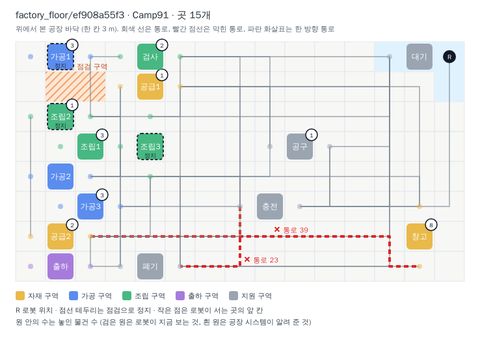 factory_floor/ef908a55f3 · Camp91 · 곳 15개
위에서 본 공장 바닥 (한 칸 3 m). 회색 선은 통로, 빨간 점선은 막힌 통로, 파란 화살표는 한 방향 통로
가공1 3
정지
점검 구역
검사 2
대기
R
공급1 1
조립2 1
정지
조립1 3
조립3
정지
공구 1
가공2
가공3 3
충전
공급2 2
✕ 통로 39
창고 8
출하
폐기
✕ 통로 23
자재 구역
가공 구역
조립 구역
출하 구역
지원 구역
R 로봇 위치 · 점선 테두리는 점검으로 정지 · 작은 점은 로봇이 서는 곳의 앞 칸
원 안의 수는 놓인 물건 수 (검은 원은 로봇이 지금 보는 것, 흰 원은 공장 시스템이 알려 준 것)